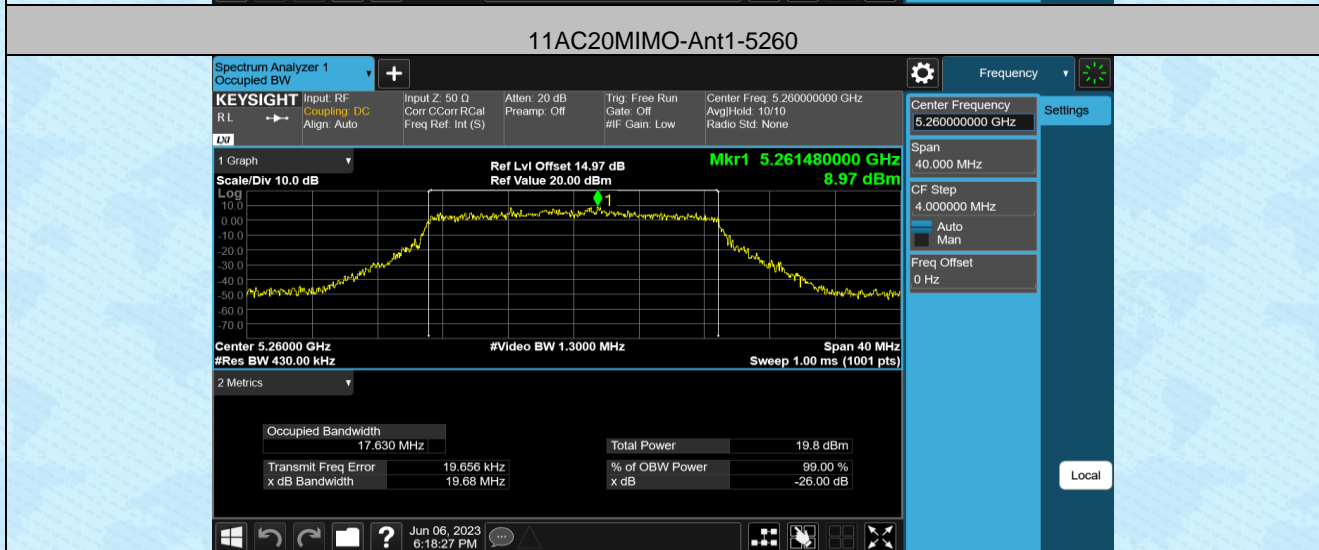 11AC20MIMO-Ant1-5260
Spectrum Analyzer 1
Occupied BW
+
Frequency
KEYSIGHT
R L
LXI
Input: RF
Coupling: DC
Align: Auto
Input Z: 50 Ω
Corr CCorr RCal
Freq Ref: Int (S)
Atten: 20 dB
Preamp: Off
Trig: Free Run
Gate: Off
#IF Gain: Low
Center Freq: 5.260000000 GHz
Avg|Hold: 10/10
Radio Std: None
Center Frequency
5.260000000 GHz
Settings
Span
40.000 MHz
CF Step
4.000000 MHz
Auto
Man
Freq Offset
0 Hz
1 Graph
Scale/Div 10.0 dB
Ref Lvl Offset 14.97 dB
Ref Value 20.00 dBm
Mkr1 5.261480000 GHz
8.97 dBm
Log
10.0
0.00
-10.0
-20.0
-30.0
-40.0
-50.0
-60.0
-70.0
1
Center 5.26000 GHz
#Res BW 430.00 kHz
#Video BW 1.3000 MHz
Span 40 MHz
Sweep 1.00 ms (1001 pts)
2 Metrics
Occupied Bandwidth
17.630 MHz
Total Power 19.8 dBm
Transmit Freq Error 19.656 kHz
% of OBW Power 99.00 %
x dB Bandwidth 19.68 MHz
x dB -26.00 dB
Local
?
Jun 06, 2023
6:18:27 PM